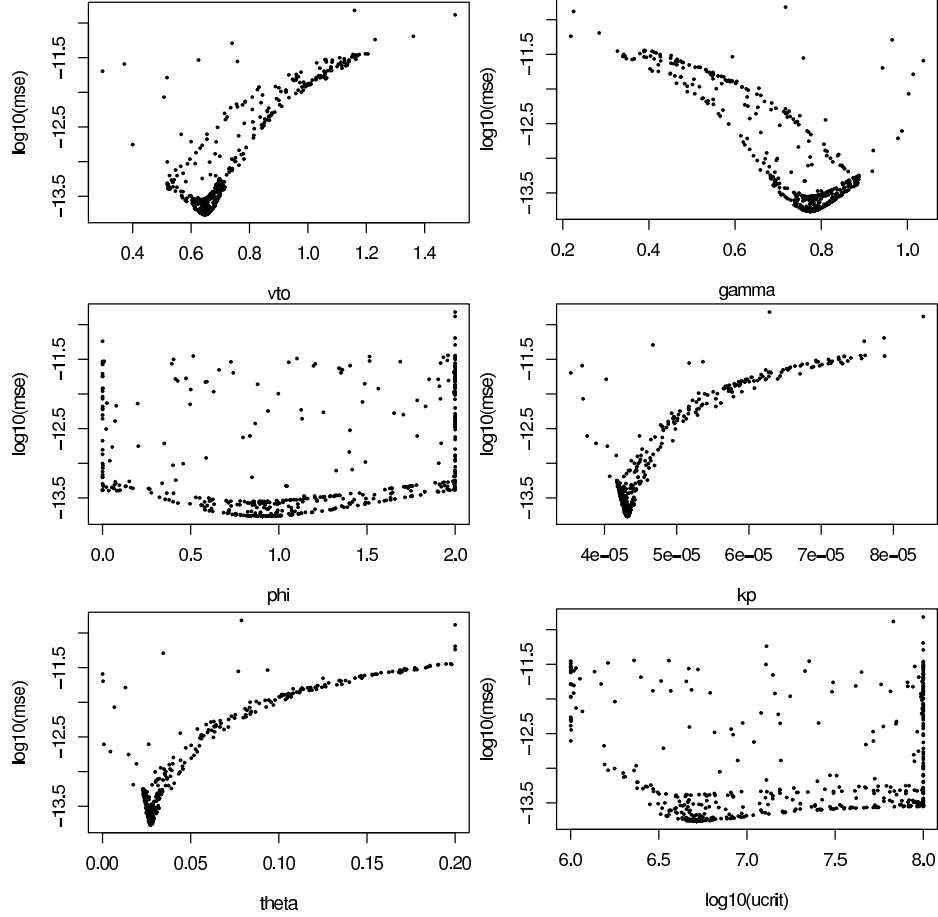 log10(mse)
−11.5
−12.5
−13.5
0.4 0.6 0.8 1.0 1.2 1.4
vto
log10(mse)
−11.5
−12.5
−13.5
0.2 0.4 0.6 0.8 1.0
gamma
log10(mse)
−11.5
−12.5
−13.5
0.0 0.5 1.0 1.5 2.0
phi
log10(mse)
−11.5
−12.5
−13.5
4e−05 5e−05 6e−05 7e−05 8e−05
kp
log10(mse)
−11.5
−12.5
−13.5
0.00 0.05 0.10 0.15 0.20
theta
log10(mse)
−11.5
−12.5
−13.5
6.0 6.5 7.0 7.5 8.0
log10(ucrit)